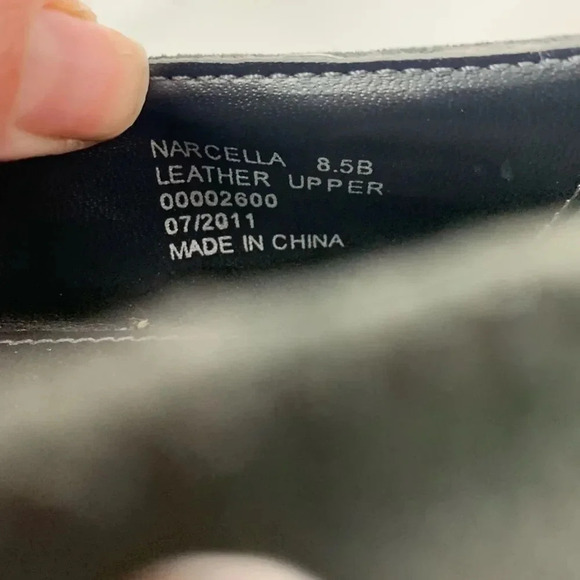 NARCELLA 8.5B
LEATHER UPPER
00002600
07/2011
MADE IN CHINA